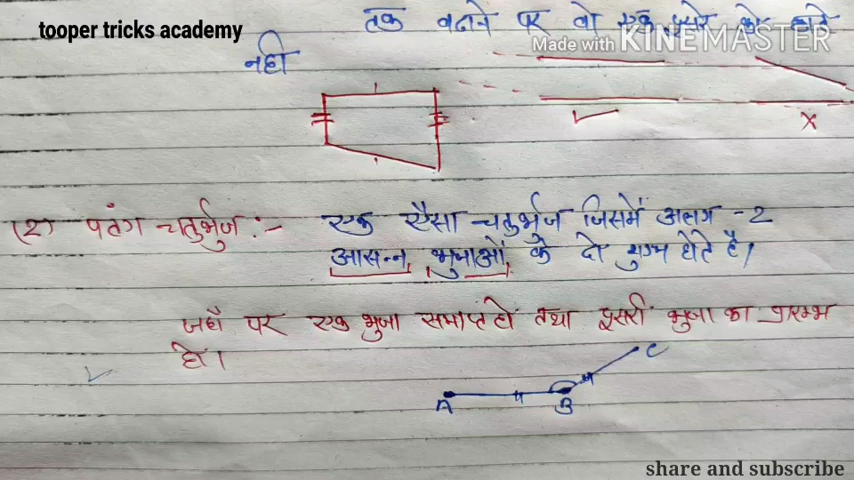 tooper tricks academy
तक बढाने पर वो एक दूसरे को काटे
Made with KINEMASTER
नही
✓ x
(2) पतंग चतुर्भुज :- एक ऐसा चतुर्भुज जिसमें अलग -2
आसन्न भुजाओं के दो युग्म होते है।
जहाँ पर एक भुजा समाप्त हो तथा दूसरी भुजा का प्रारम्भ
हो।
A B C
share and subscribe